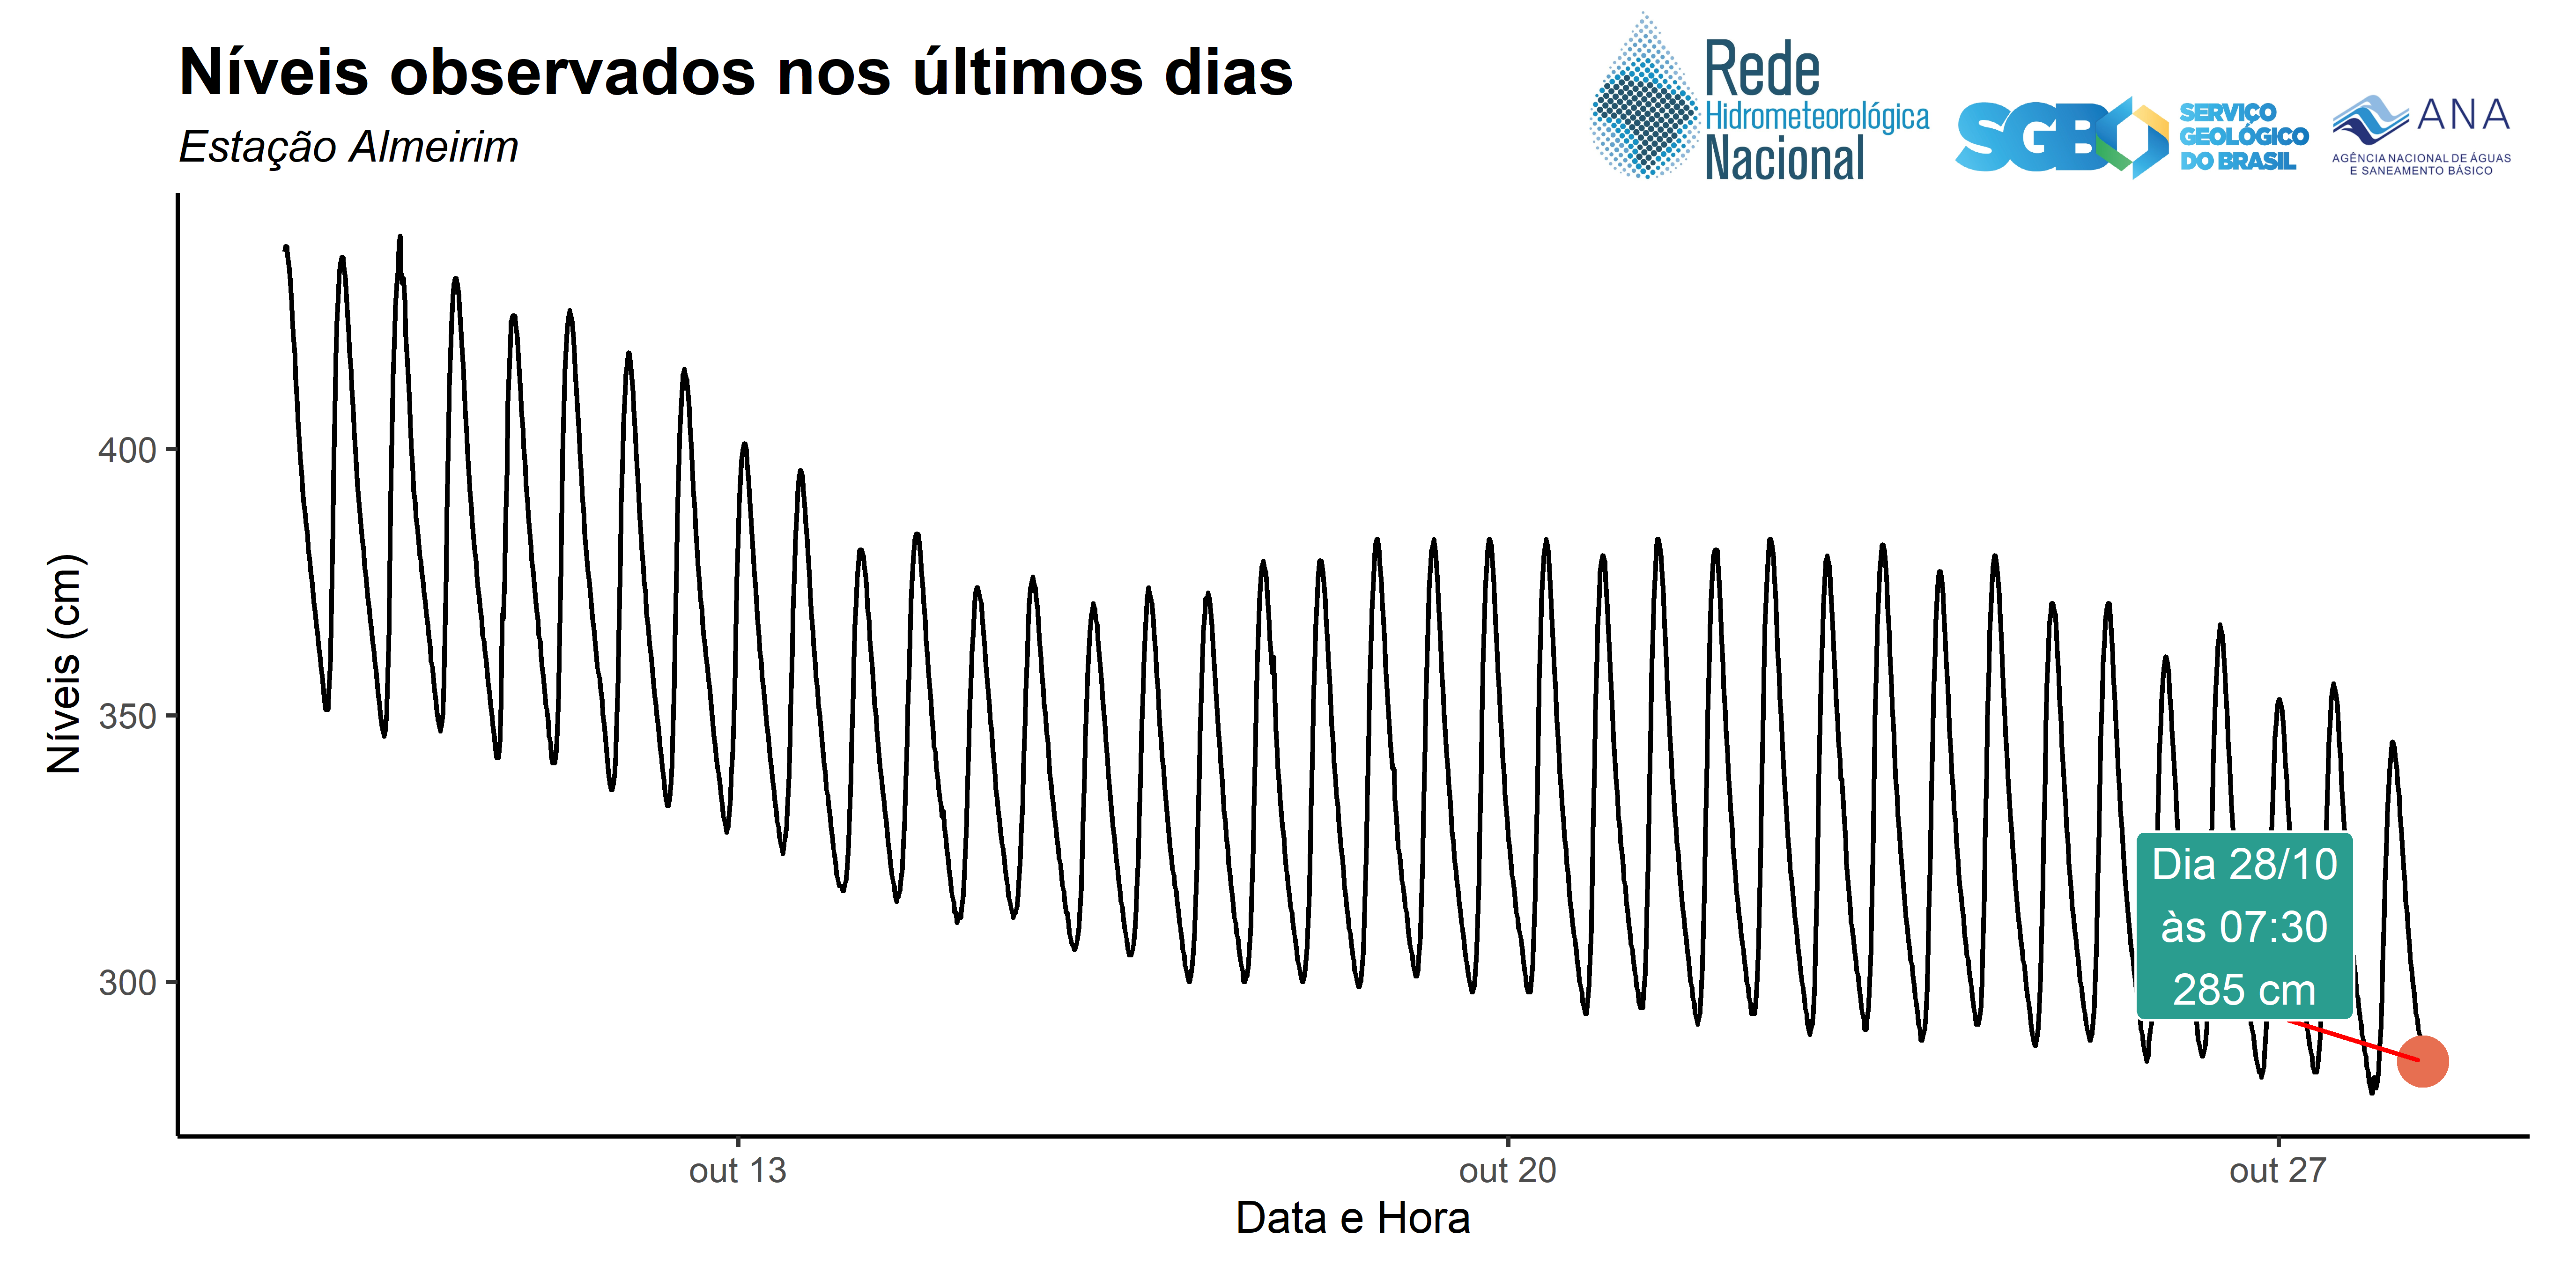 Níveis observados nos últimos dias
Estação Almeirim
Rede
Hidrometeorológica
Nacional
SGB
SERVIÇO
GEOLÓGICO
DO BRASIL
ANA
AGÊNCIA NACIONAL DE ÁGUAS
E SANEAMENTO BÁSICO
Níveis (cm)
400
350
300
Dia 28/10
às 07:30
285 cm
out 13
out 20
out 27
Data e Hora